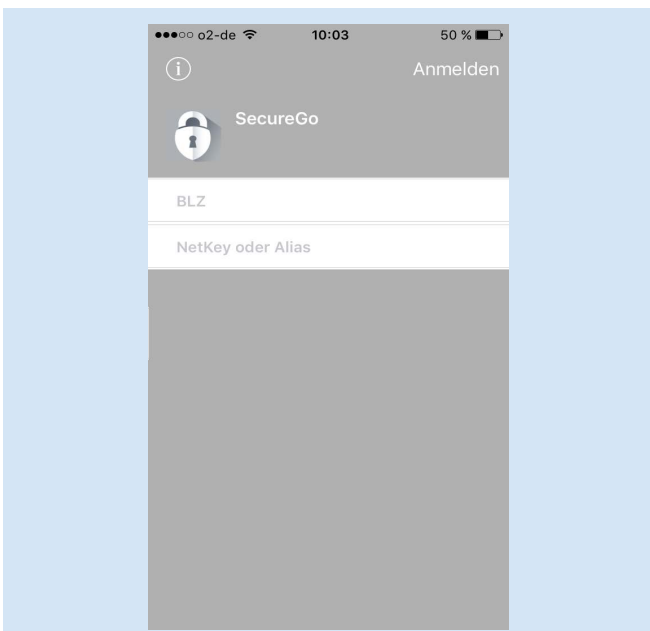 o2-de 10:03 50 %
Anmelden
SecureGo
BLZ
NetKey oder Alias